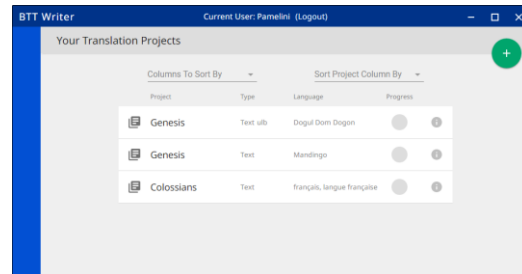 BTT Writer Current User: Pamelini (Logout)
Your Translation Projects
Columns To Sort By Sort Project Column By
Project Type Language Progress
Genesis Text ulb Dogul Dom Dogon
Genesis Text Mandingo
Colossians Text français, langue française